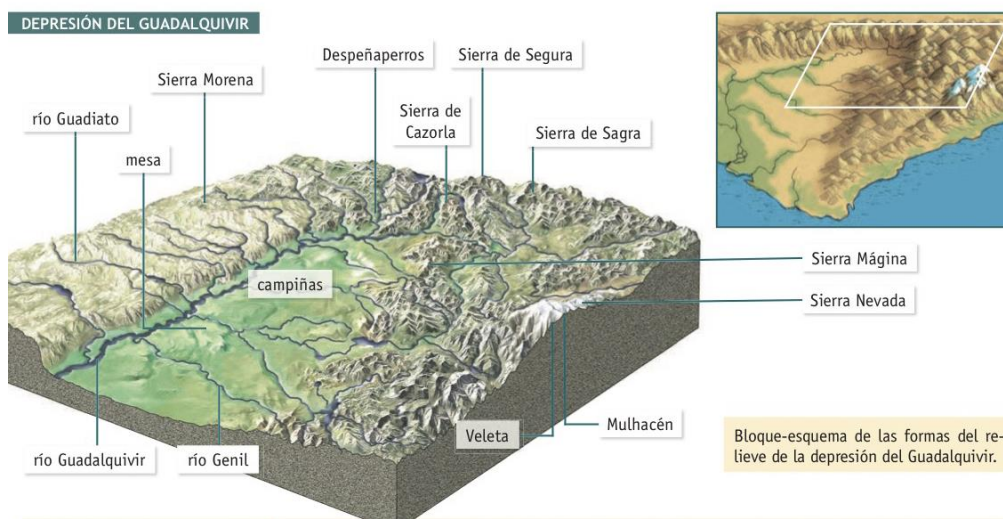 DEPRESIÓN DEL GUADALQUIVIR
Despeñaperros
Sierra de Segura
Sierra Morena
Sierra de
Cazorla
Sierra de Sagra
río Guadiato
mesa
campiñas
Sierra Mágina
Sierra Nevada
Veleta
Mulhacén
río Guadalquivir
río Genil
Bloque-esquema de las formas del re-
lieve de la depresión del Guadalquivir.